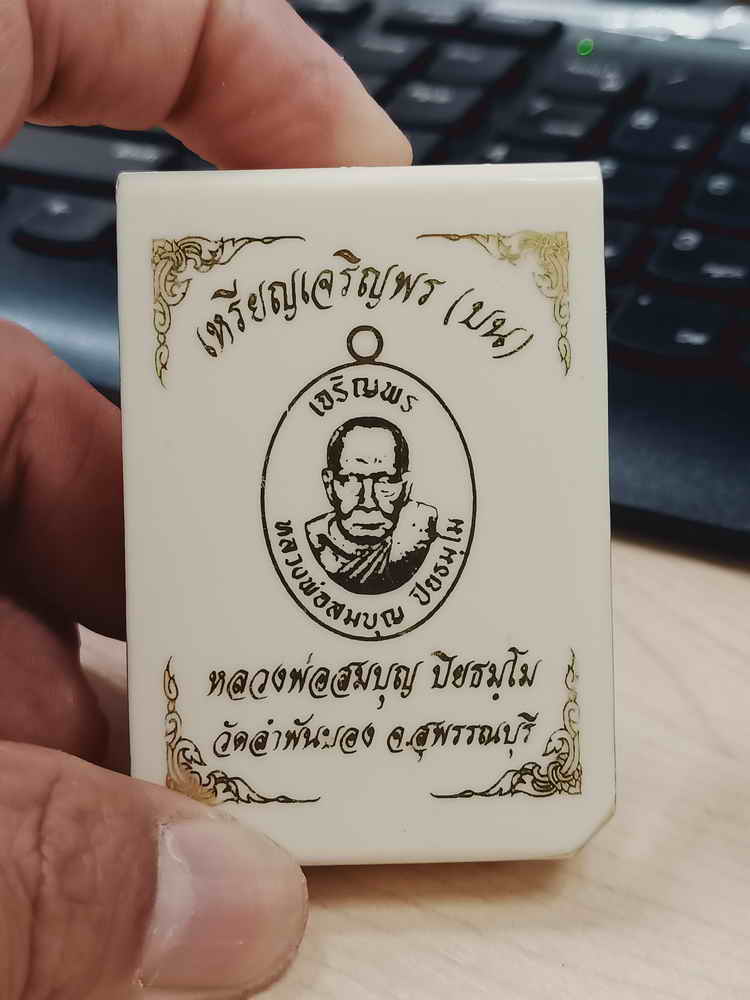 เหรียญเจริญพร (บน)
เจริญพร
หลวงพ่อสมบุญ ปิยธมฺโม
หลวงพ่อสมบุญ ปิยธมฺโม
วัดลำพันบอง จ.สุพรรณบุรี